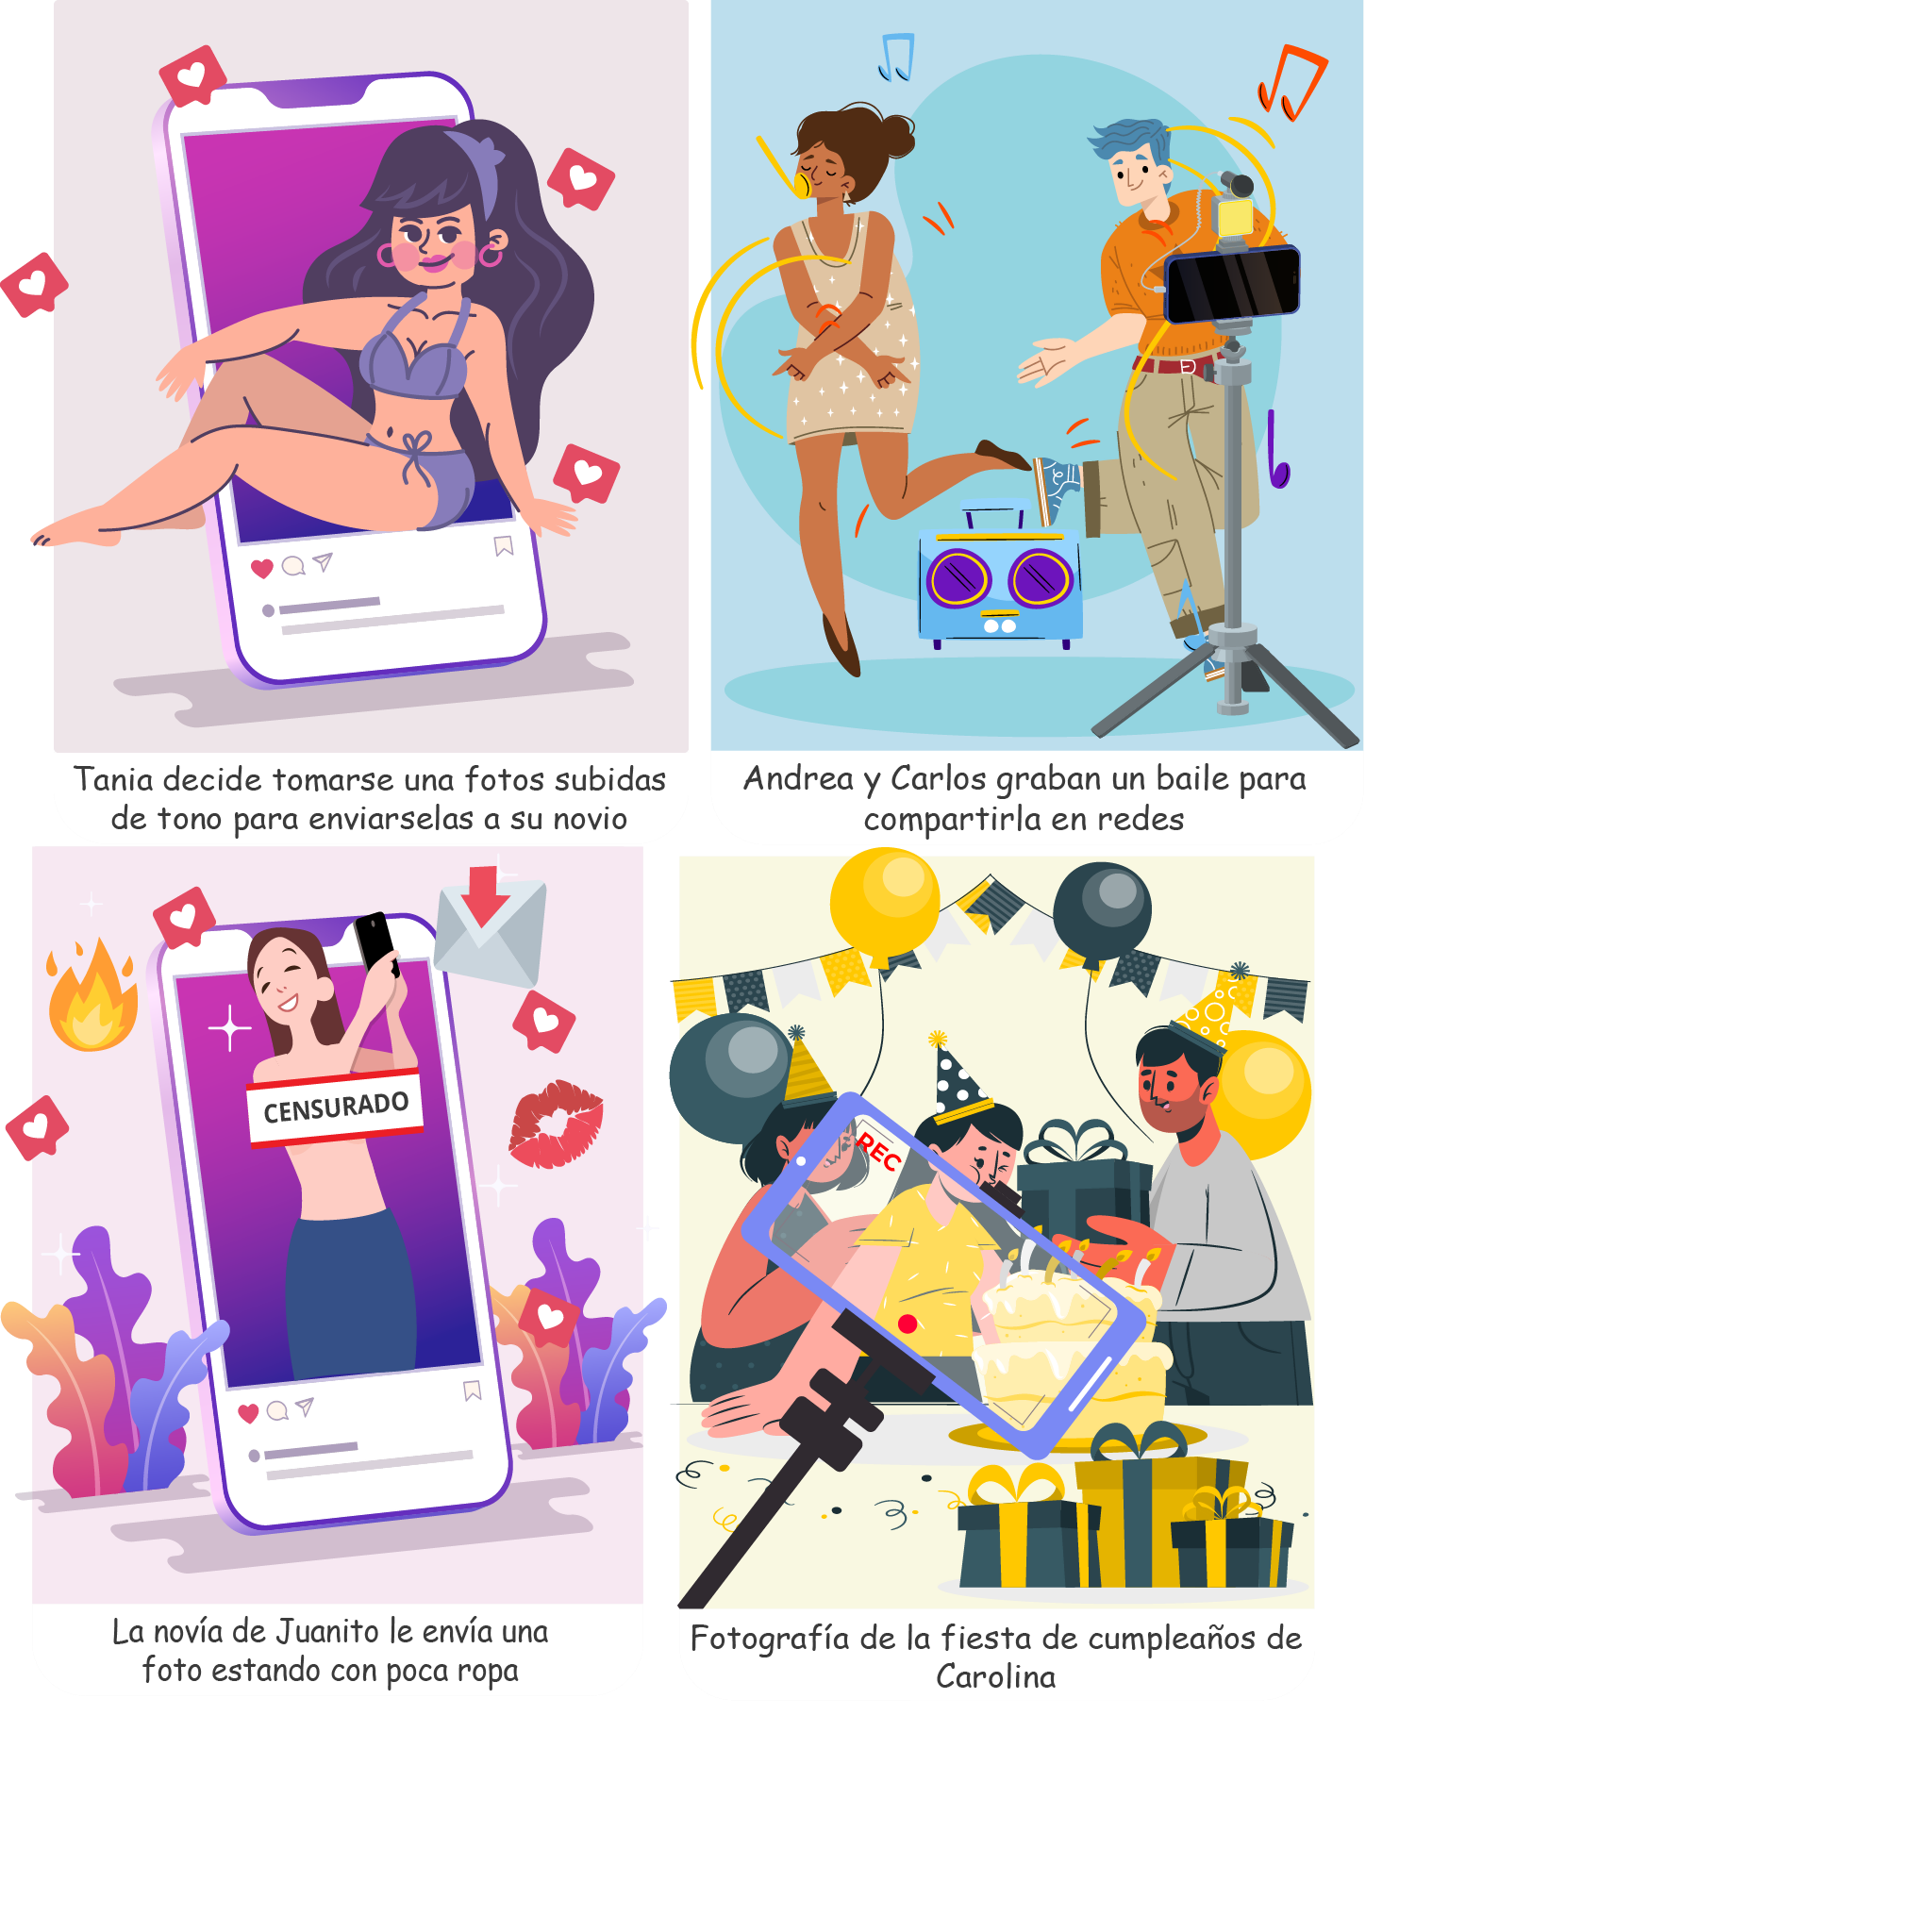 Tania decide tomarse una fotos subidas
de tono para enviarselas a su novio
Andrea y Carlos graban un baile para
compartirla en redes
CENSURADO
La novía de Juanito le envía una
foto estando con poca ropa
REC
Fotografía de la fiesta de cumpleaños de
Carolina